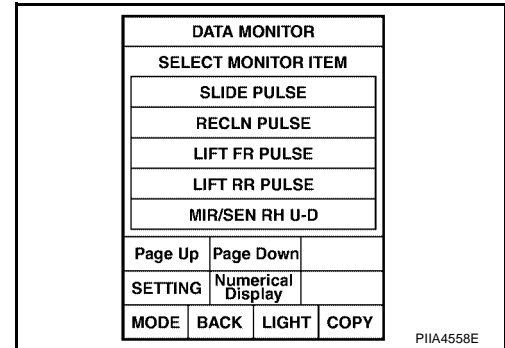 DATA MONITOR
SELECT MONITOR ITEM
SLIDE PULSE
RECLN PULSE
LIFT FR PULSE
LIFT RR PULSE
MIR/SEN RH U-D
Page Up Page Down
SETTING Numerical Display
MODE BACK LIGHT COPY
PIIA4558E